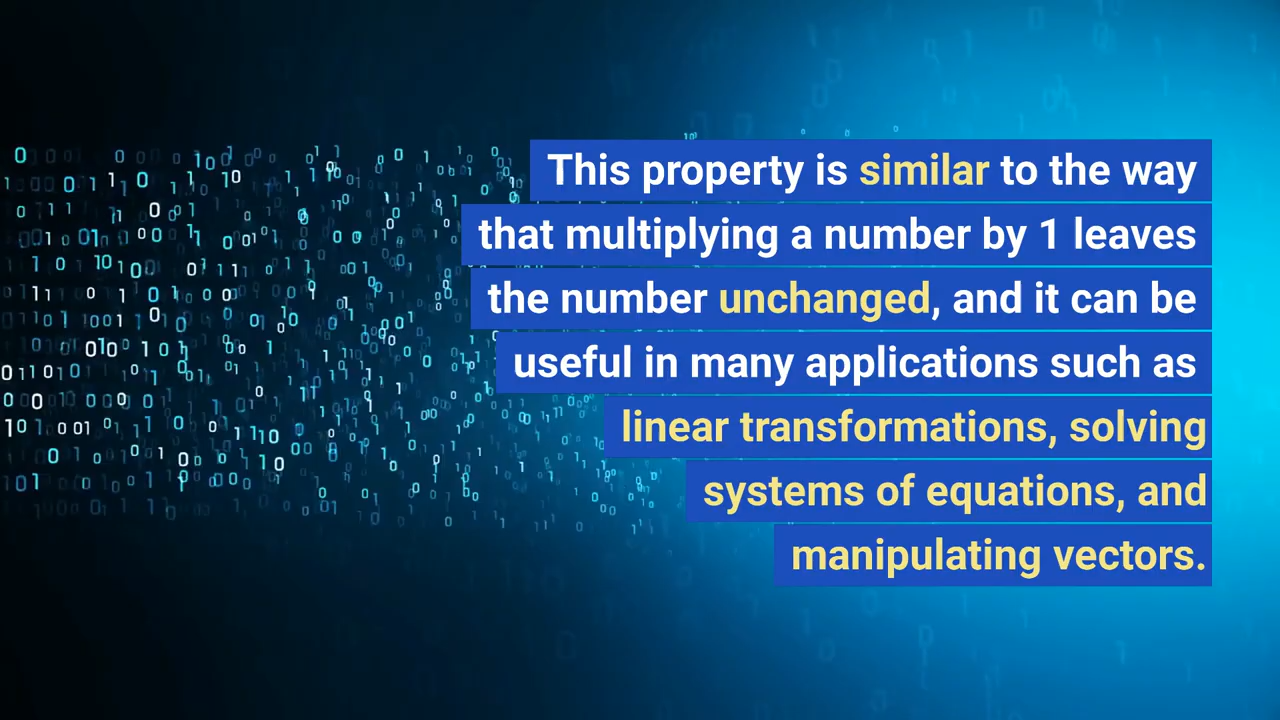 This property is similar to the way
that multiplying a number by 1 leaves
the number unchanged, and it can be
useful in many applications such as
linear transformations, solving
systems of equations, and
manipulating vectors.